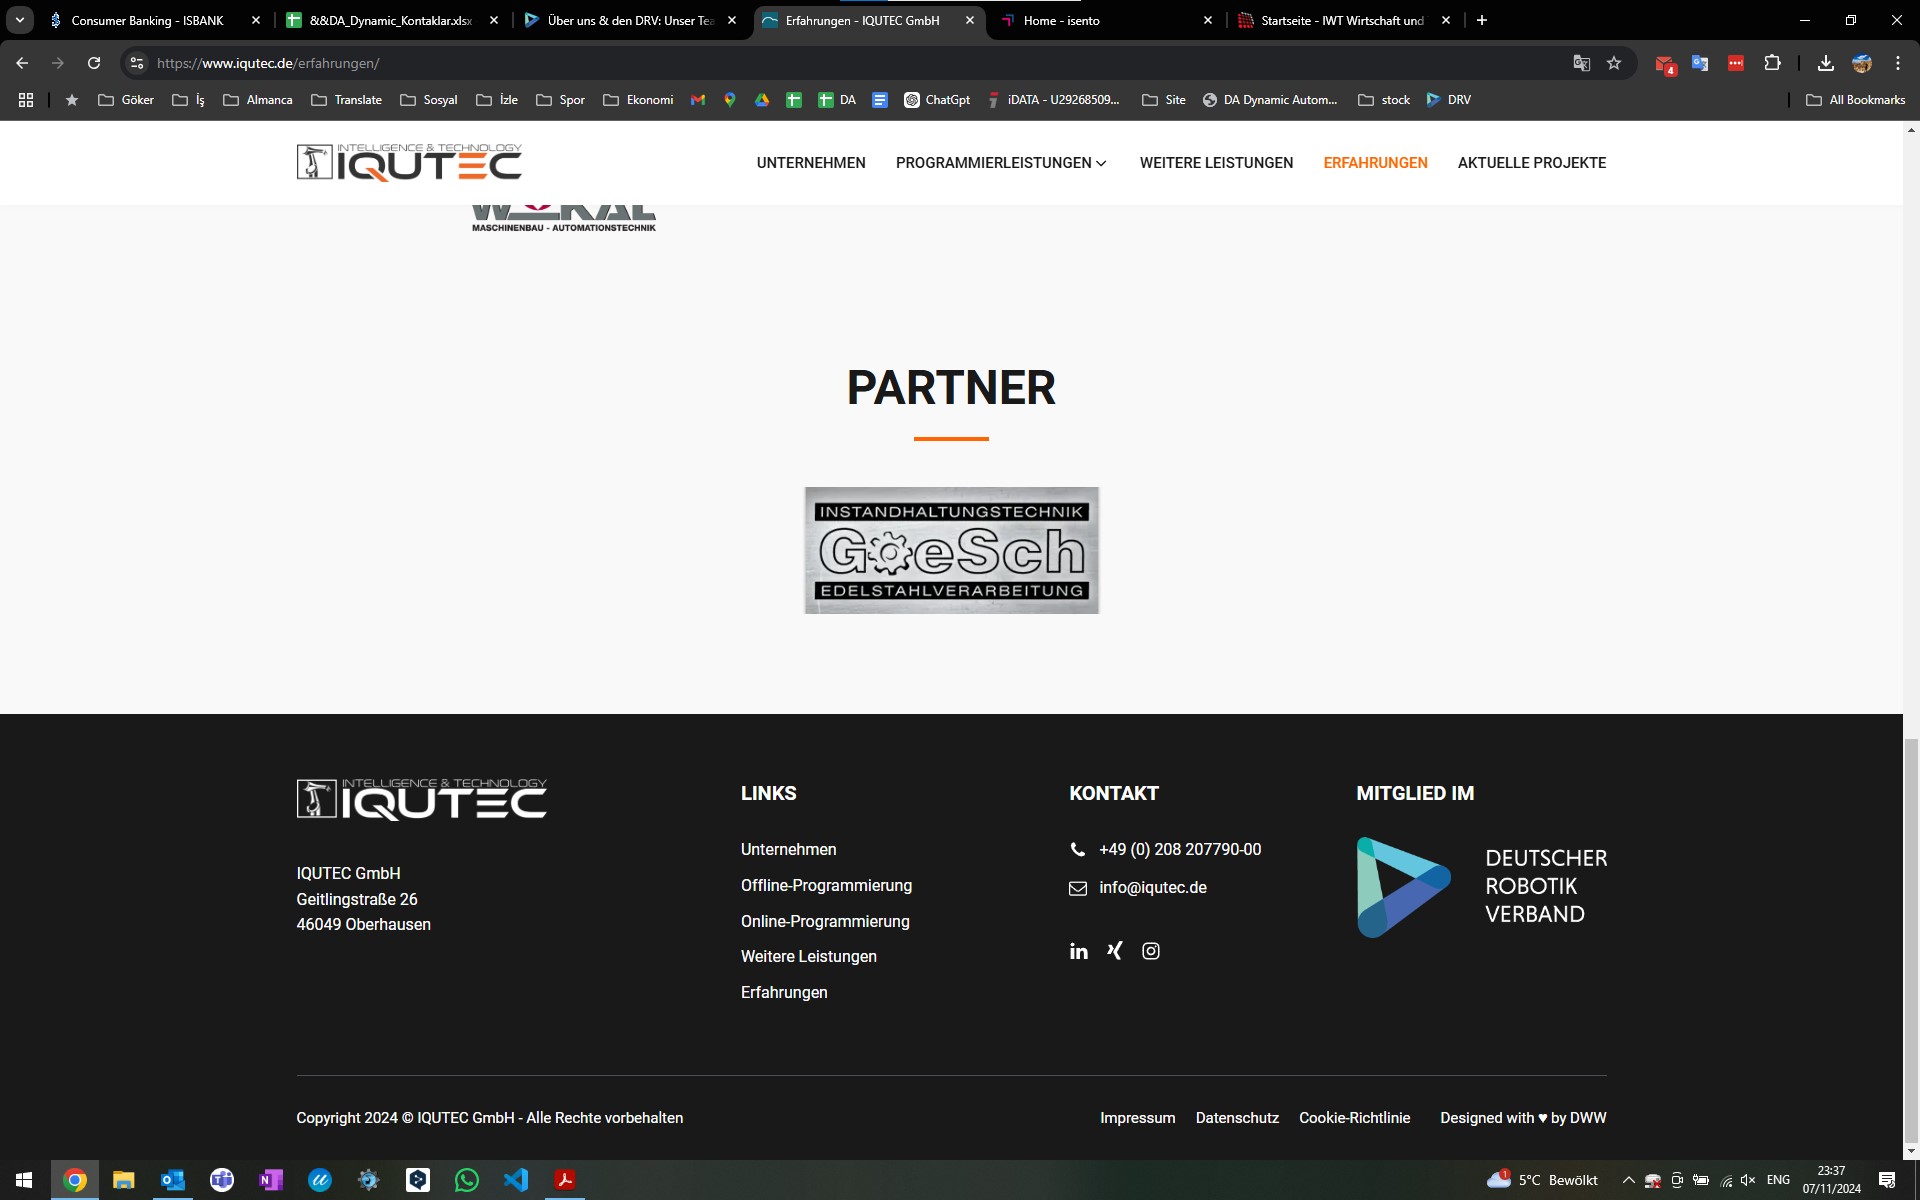 Consumer Banking - ISBANK
&&DA_Dynamic_Kontaklar.xlsx
Über uns & den DRV: Unser Tea
Erfahrungen - IQUTEC GmbH
Home - isento
Startseite - IWT Wirtschaft und
https://www.iqutec.de/erfahrungen/
4
Göker
İş
Almanca
Translate
Sosyal
İzle
Spor
Ekonomi
DA
ChatGpt
iDATA - U29268509...
Site
DA Dynamic Autom...
stock
DRV
All Bookmarks
INTELLIGENCE & TECHNOLOGY
IQUTEC
UNTERNEHMEN
PROGRAMMIERLEISTUNGEN
WEITERE LEISTUNGEN
ERFAHRUNGEN
AKTUELLE PROJEKTE
MASCHINENBAU - AUTOMATIONSTECHNIK
PARTNER
INSTANDHALTUNGSTECHNIK
GoeSch
EDELSTAHLVERARBEITUNG
INTELLIGENCE & TECHNOLOGY
IQUTEC
IQUTEC GmbH
Geitlingstraße 26
46049 Oberhausen
LINKS
Unternehmen
Offline-Programmierung
Online-Programmierung
Weitere Leistungen
Erfahrungen
KONTAKT
+49 (0) 208 207790-00
info@iqutec.de
MITGLIED IM
DEUTSCHER
ROBOTIK
VERBAND
Copyright 2024 © IQUTEC GmbH - Alle Rechte vorbehalten
Impressum
Datenschutz
Cookie-Richtlinie
Designed with ♥ by DWW
1
5°C Bewölkt
ENG
23:37
07/11/2024